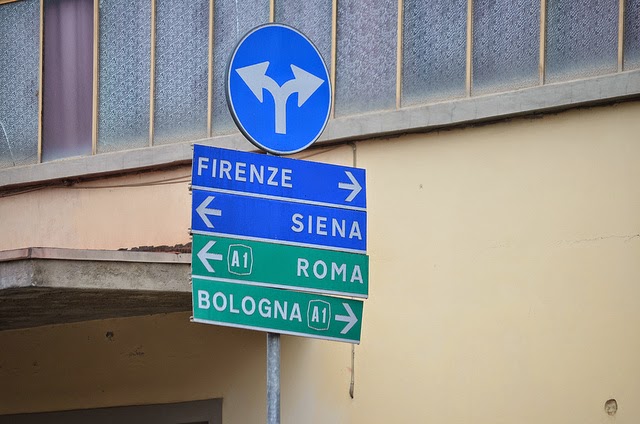 FIRENZE
SIENA
A1 ROMA
BOLOGNA A1